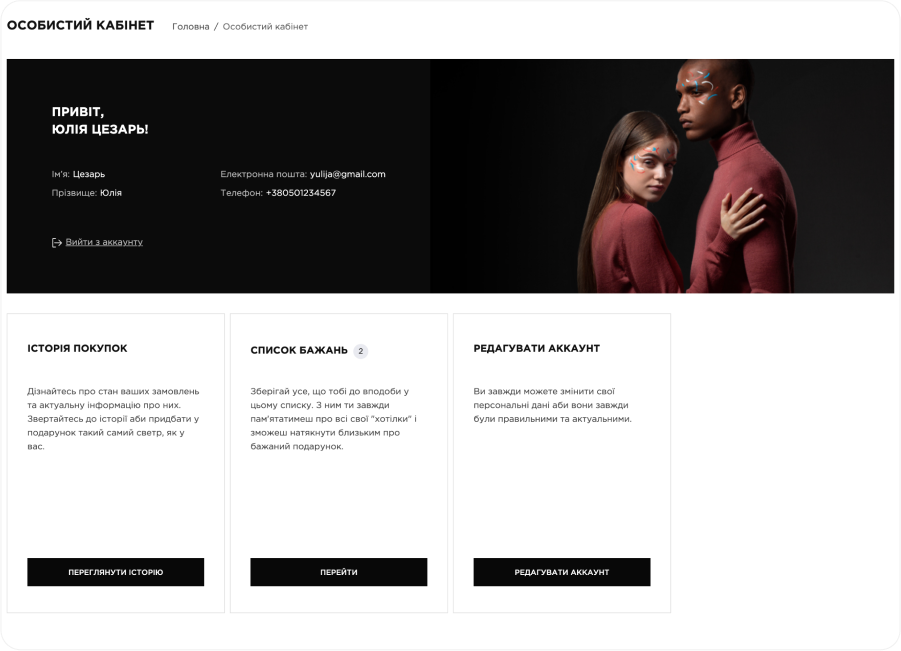 ОСОБИСТИЙ КАБІНЕТ
Головна / Особистий кабінет
ПРИВІТ,
ЮЛІЯ ЦЕЗАРЬ!
Ім'я: Цезарь
Електронна пошта: yulija@gmail.com
Прізвище: Юлія
Телефон: +380501234567
Вийти з аккаунту
ІСТОРІЯ ПОКУПОК
Дізнайтесь про стан ваших замовлень
та актуальну інформацію про них.
Звертайтесь до історії аби придбати у
подарунок такий самий светр, як у
вас.
ПЕРЕГЛЯНУТИ ІСТОРІЮ
СПИСОК БАЖАНЬ 2
Зберігай усе, що тобі до вподоби у
цьому списку. З ним ти завжди
пам'ятатимеш про всі свої "хотілки" і
зможеш натякнути близьким про
бажаний подарунок.
ПЕРЕЙТИ
РЕДАГУВАТИ АККАУНТ
Ви завжди можете змінити свої
персональні дані аби вони завжди
були правильними та актуальними.
РЕДАГУВАТИ АККАУНТ